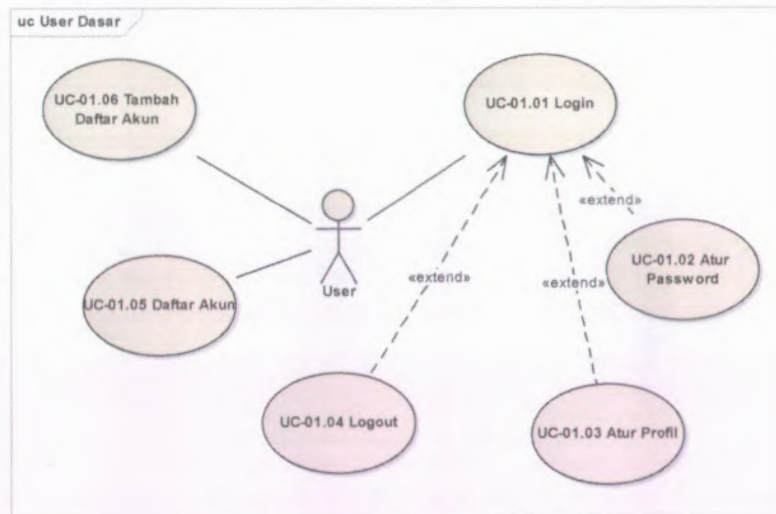 uc User Dasar
UC-01.06 Tambah
Daftar Akun
UC-01.01 Login
«extend»
UC-01.02 Atur
Password
«extend»
«extend»
UC-01.05 Daftar Akun
User
UC-01.04 Logout
UC-01.03 Atur Profil